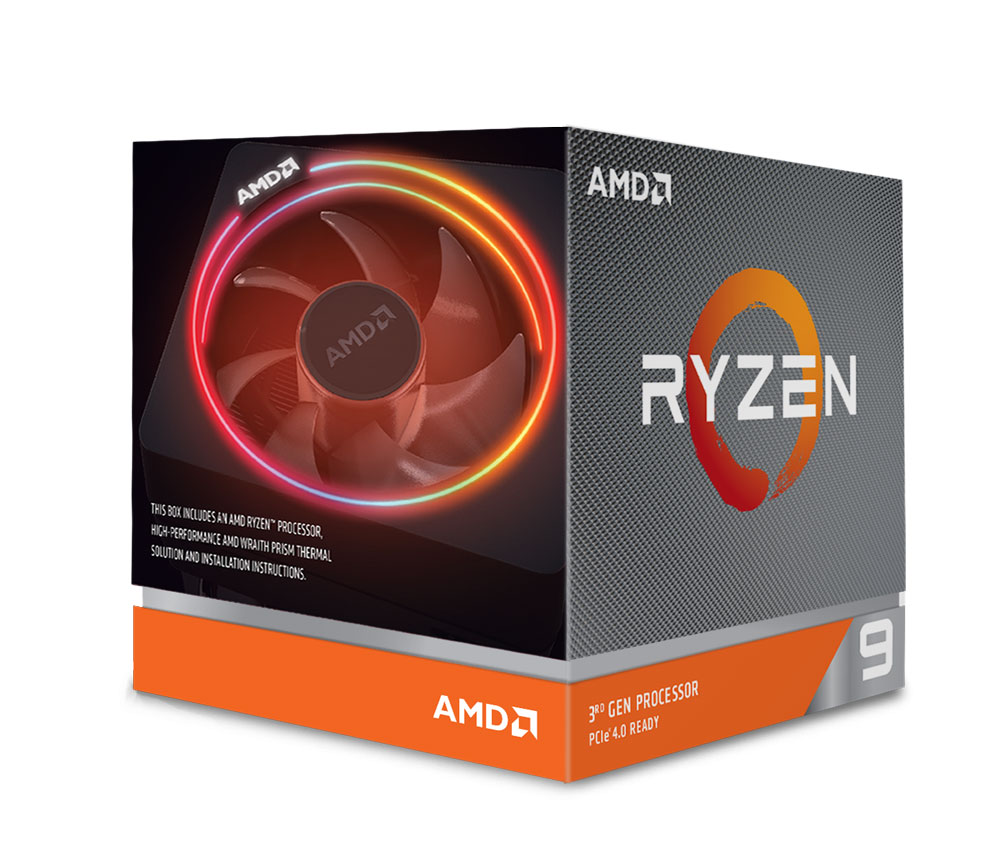 AMD
AMD
THIS BOX INCLUDES AN AMD RYZEN™ PROCESSOR,
HIGH-PERFORMANCE AMD WRAITH PRISM THERMAL
SOLUTION AND INSTALLATION INSTRUCTIONS.
AMD
AMD
RYZEN
9
3RD GEN PROCESSOR
PCIe® 4.0 READY